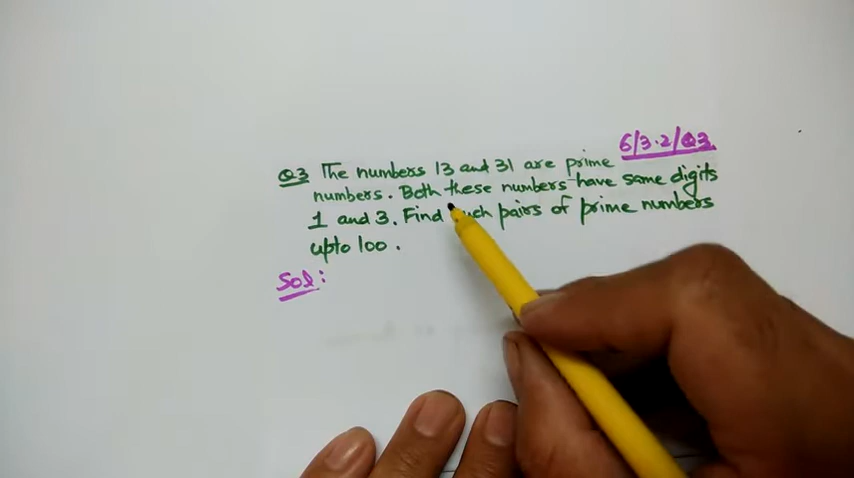 6/3.2/Q3.
Q3 The numbers 13 and 31 are prime
numbers. Both these numbers have same digits
1 and 3. Find such pairs of prime numbers
upto 100.
Sol: